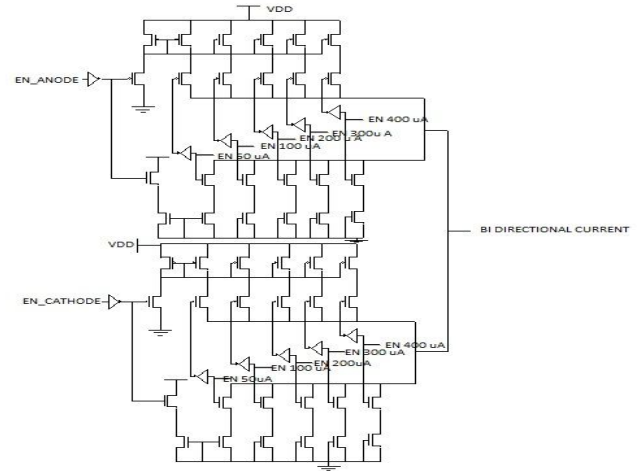 VDD
EN_ANODE
EN 400 uA
EN 300u A
EN 200 u A
EN 100 uA
EN 50 uA
BI DIRECTIONAL CURRENT
VDD
EN_CATHODE
EN 400 uA
EN 300 uA
EN 200uA
EN 100 uA
EN 50uA